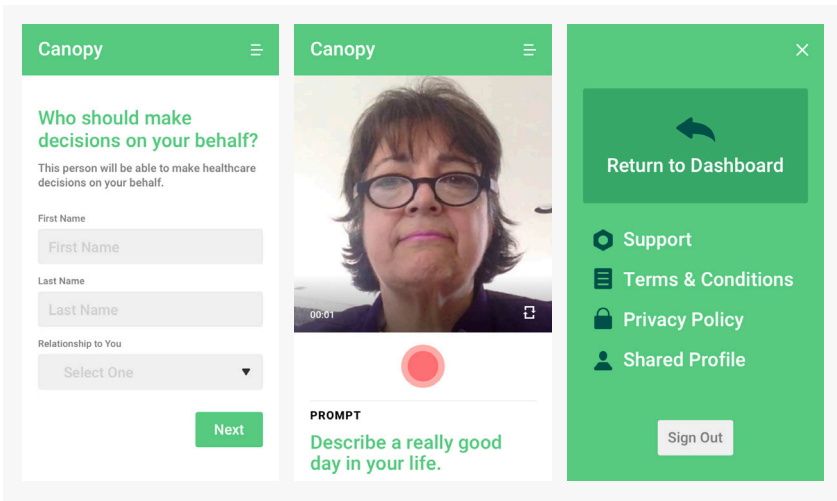 Canopy
Who should make
decisions on your behalf?
This person will be able to make healthcare
decisions on your behalf.
First Name
First Name
Last Name
Last Name
Relationship to You
Select One
Next
Canopy
00:01
PROMPT
Describe a really good
day in your life.
Return to Dashboard
Support
Terms & Conditions
Privacy Policy
Shared Profile
Sign Out